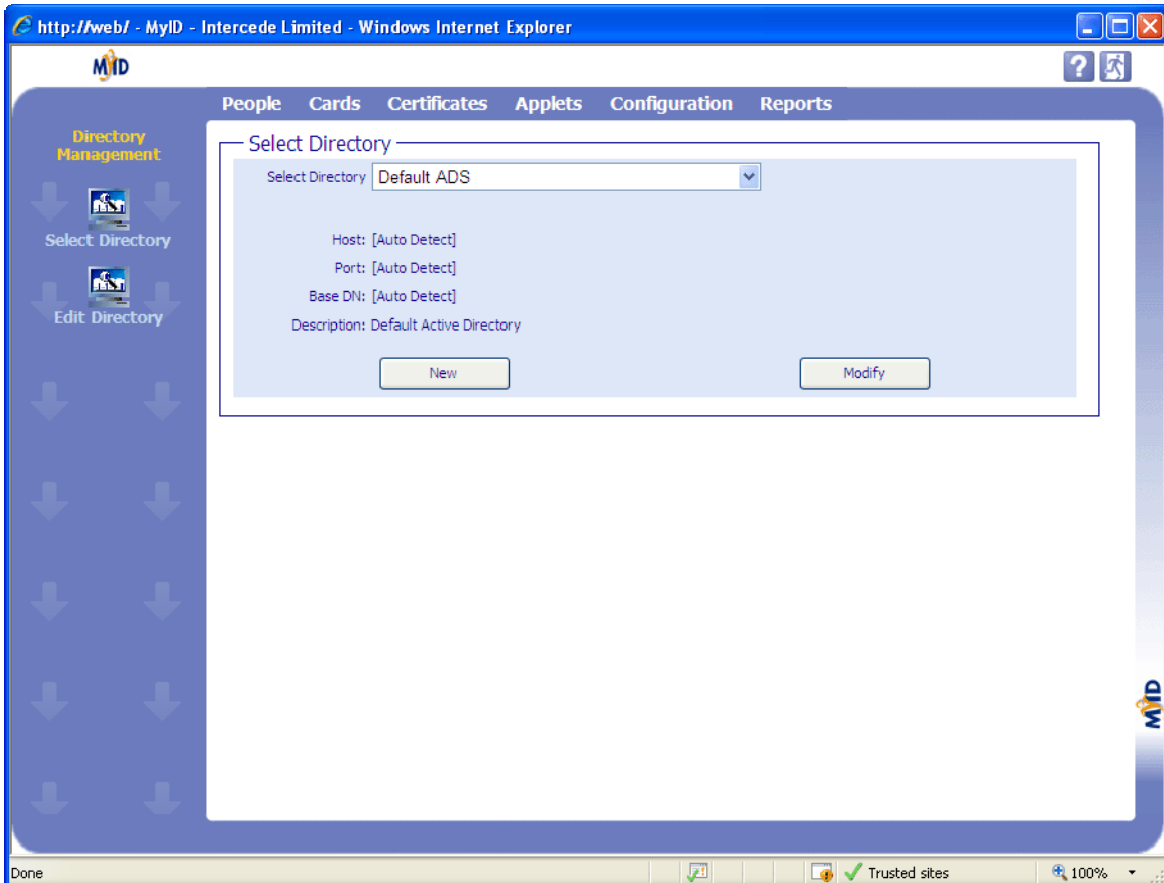 http://web/ - MyID - Intercede Limited - Windows Internet Explorer
MyID
?
People Cards Certificates Applets Configuration Reports
Directory
Management
Select Directory
Edit Directory
Select Directory
Select Directory Default ADS
Host: [Auto Detect]
Port: [Auto Detect]
Base DN: [Auto Detect]
Description: Default Active Directory
New Modify
MyID
Done Trusted sites 100%